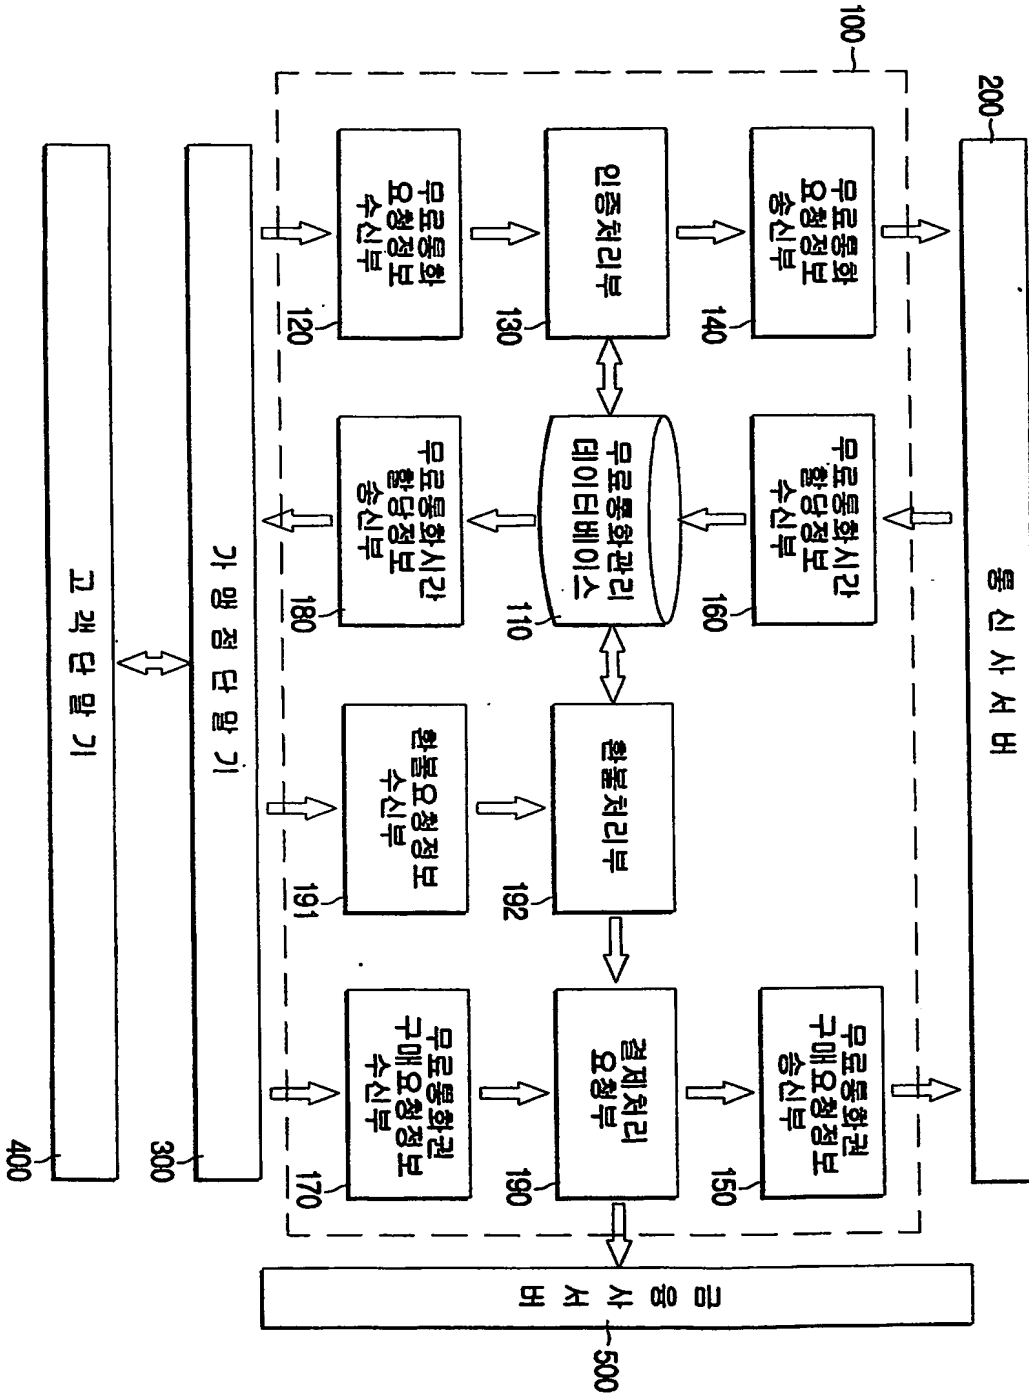 100
200
통 신 사 서 버
무료통화
요청정보
송신부
140
무료통화시간
할당정보
수신부
160
무료통화권
구매요청정보
송신부
150
인증처리부
130
무료통화관리
데이터베이스
110
환불처리부
192
결제처리
요청부
190
무료통화
요청정보
수신부
120
무료통화시간
할당정보
송신부
180
환불요청정보
수신부
191
무료통화권
구매요청정보
수신부
170
금 융 사 서 버
500
가 맹 점 단 말 기
300
고 객 단 말 기
400